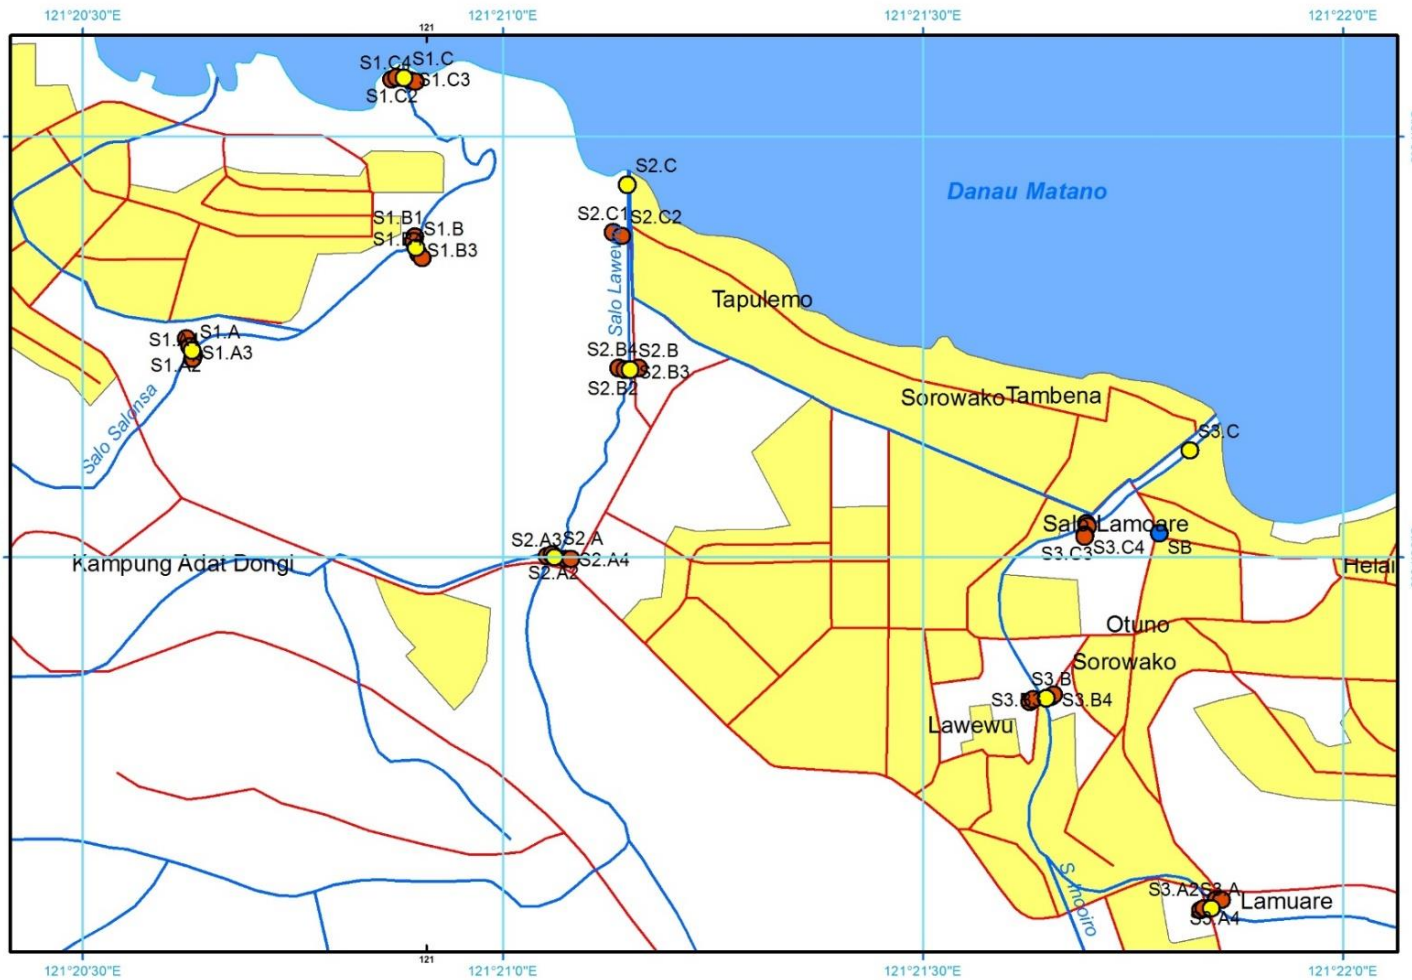 121°20'30"E
121°21'0"E
121°21'30"E
121°22'0"E
121
S1.C4
S1.C
S1.C3
S1.C2
S2.C
Danau Matano
S2.C1
S2.C2
S1.B1
S1.B
S1.B3
Salo Lawewu
Tapulemo
S1.A
S1.A3
S1.A2
S2.B4
S2.B
S2.B3
S2.B2
Sorowako
Tambena
Salo Salonsa
S3.C
Salo Lamoare
S3.C3
S3.C4
SB
S2.A3
S2.A
S2.A2
S2.A4
Kampung Adat Dongi
Helai
Otuno
Sorowako
S3.B
S3.B4
Lawewu
S3.A2
S3.A
S3.A4
Lamuare
121°20'30"E
121
121°21'0"E
121°21'30"E
121°22'0"E